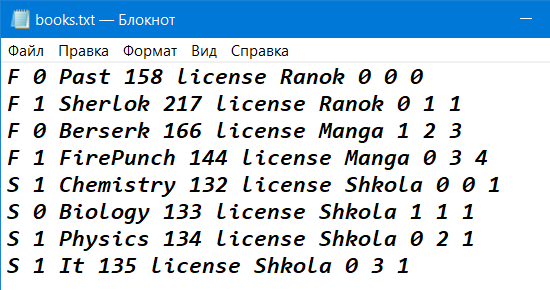 books.txt — Блокнот
Файл Правка Формат Вид Справка
F 0 Past 158 license Ranok 0 0 0
F 1 Sherlok 217 license Ranok 0 1 1
F 0 Berserk 166 license Manga 1 2 3
F 1 FirePunch 144 license Manga 0 3 4
S 1 Chemistry 132 license Shkola 0 0 1
S 0 Biology 133 license Shkola 1 1 1
S 1 Physics 134 license Shkola 0 2 1
S 1 It 135 license Shkola 0 3 1